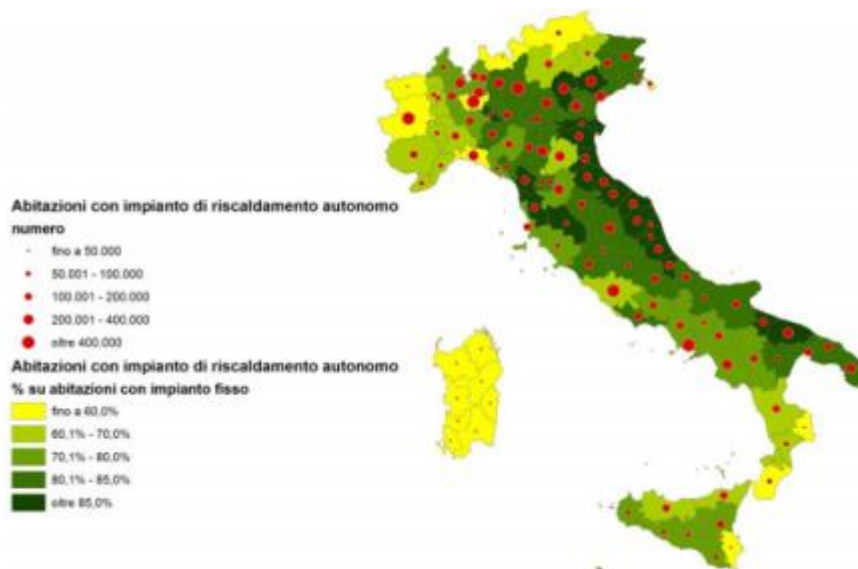 Abitazioni con impianto di riscaldamento autonomo
numero
fino a 50.000
50.001 - 100.000
100.001 - 200.000
200.001 - 400.000
oltre 400.000
Abitazioni con impianto di riscaldamento autonomo
% su abitazioni con impianto fisso
fino a 60,0%
60,1% - 70,0%
70,1% - 80,0%
80,1% - 85,0%
oltre 85,0%